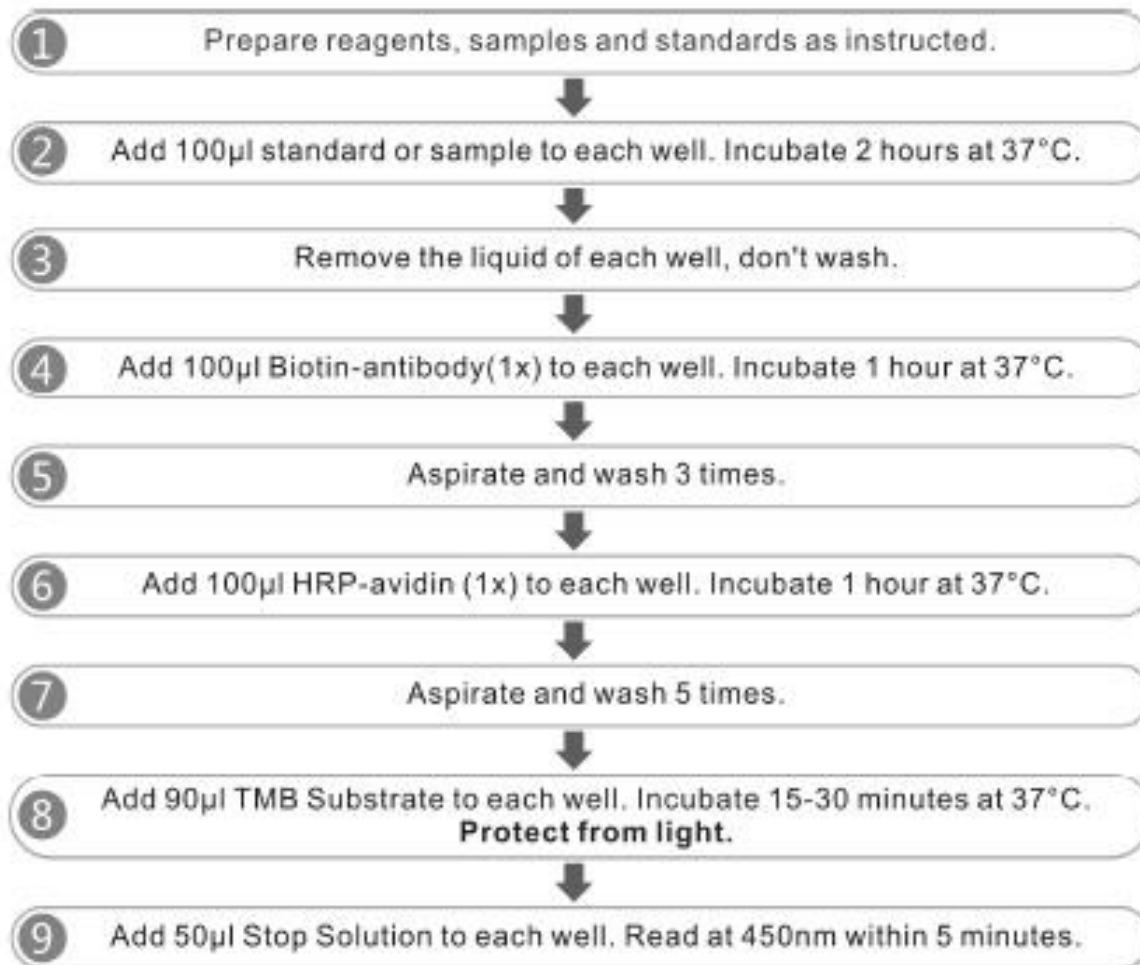 1 Prepare reagents, samples and standards as instructed.
2 Add 100µl standard or sample to each well. Incubate 2 hours at 37°C.
3 Remove the liquid of each well, don't wash.
4 Add 100µl Biotin-antibody(1x) to each well. Incubate 1 hour at 37°C.
5 Aspirate and wash 3 times.
6 Add 100µl HRP-avidin (1x) to each well. Incubate 1 hour at 37°C.
7 Aspirate and wash 5 times.
8 Add 90µl TMB Substrate to each well. Incubate 15-30 minutes at 37°C.
Protect from light.
9 Add 50µl Stop Solution to each well. Read at 450nm within 5 minutes.